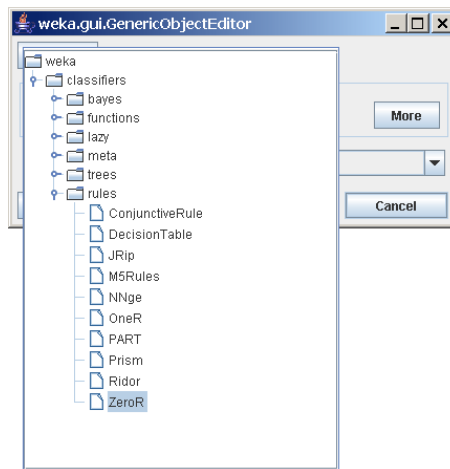 weka.gui.GenericObjectEditor
weka
classifiers
bayes
functions
More
lazy
meta
trees
rules
Cancel
ConjunctiveRule
DecisionTable
JRip
M5Rules
NNge
OneR
PART
Prism
Ridor
ZeroR